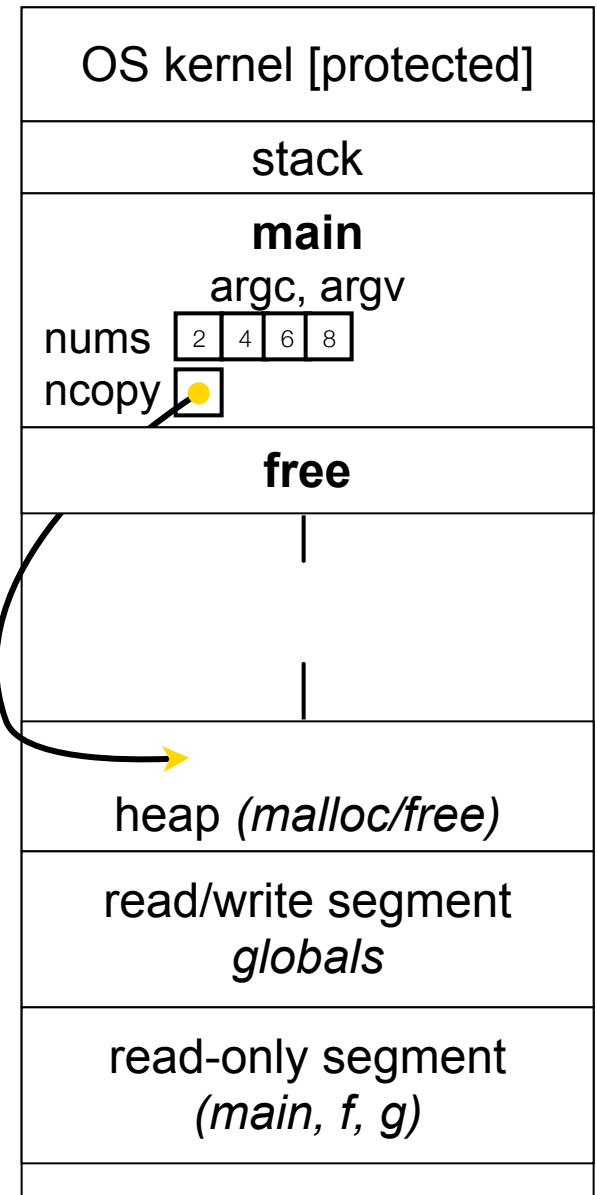 OS kernel [protected]
stack
main
argc, argv
nums 2 4 6 8
ncopy
free
heap (malloc/free)
read/write segment
globals
read-only segment
(main, f, g)